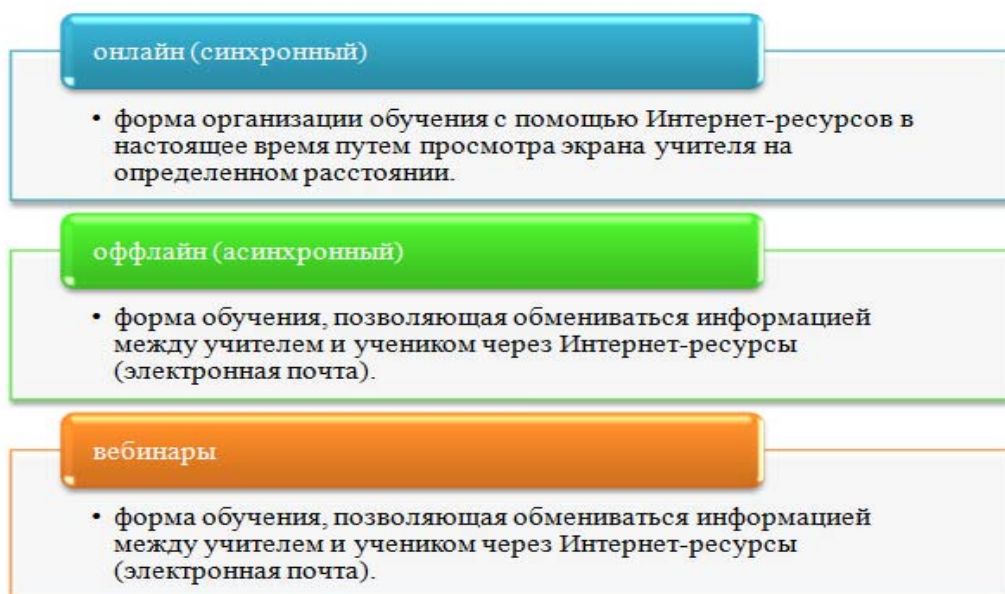 онлайн (синхронный)
• форма организации обучения с помощью Интернет-ресурсов в
настоящее время путем просмотра экрана учителя на
определенном расстоянии.
оффлайн (асинхронный)
• форма обучения, позволяющая обмениваться информацией
между учителем и учеником через Интернет-ресурсы
(электронная почта).
вебинары
• форма обучения, позволяющая обмениваться информацией
между учителем и учеником через Интернет-ресурсы
(электронная почта).